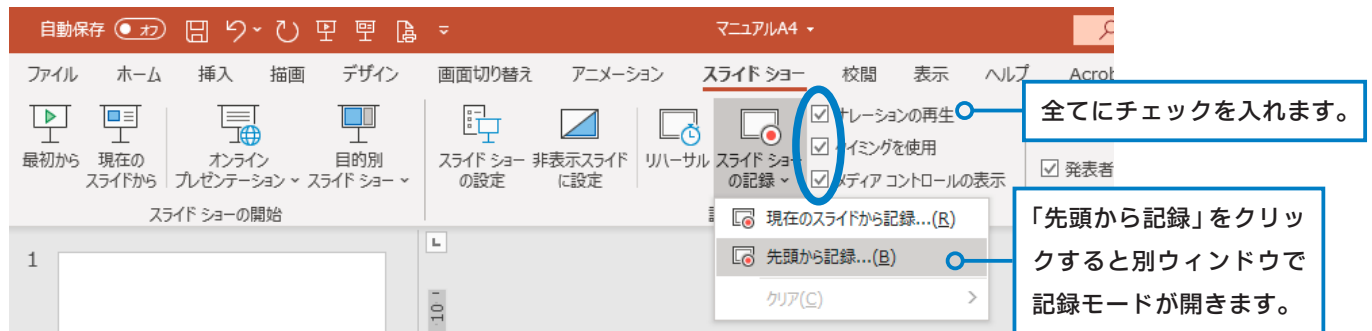 自動保存 オフ マニュアルA4
ファイル ホーム 挿入 描画 デザイン 画面切り替え アニメーション スライド ショー 校閲 表示 ヘルプ Acrob
全てにチェックを入れます。
ナレーションの再生
タイミングを使用
メディア コントロールの表示
発表者
最初から 現在の オンライン 目的別 スライド ショー 非表示スライド リハーサル スライド ショー
スライドから プレゼンテーション スライド ショー の設定 に設定 の記録
スライド ショーの開始
現在のスライドから記録...(R)
先頭から記録...(B)
クリア(C)
「先頭から記録」をクリッ
クすると別ウィンドウで
記録モードが開きます。
1
10